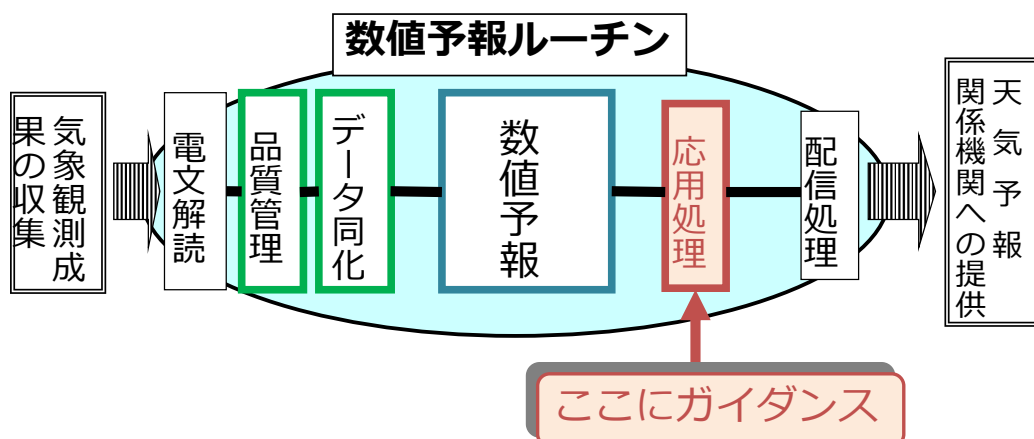 数値予報ルーチン
気象観測成
果の収集
電文解読
品質管理
データ同化
数値予報
応用処理
配信処理
天気予報
関係機関への提供
ここにガイダンス